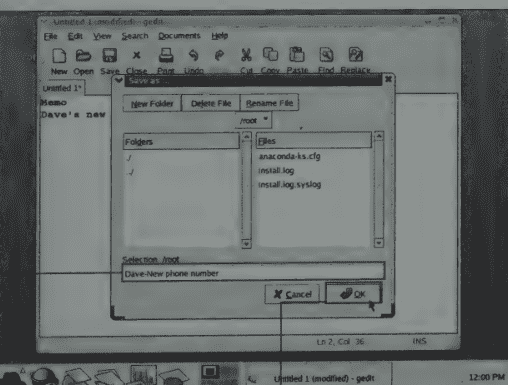 Untitled 1 (modified) - gedit
File Edit View Search Documents Help
New Open Save Close Print Undo Cut Copy Paste Find Replace
Untitled 1*
Memo
Dave's new
Save as...
New Folder Delete File Rename File
/root
Folders
Files
./
../
anaconda-ks.cfg
install.log
install.log.syslog
Selection: /root
Dave-New phone number
Cancel OK
Ln 2, Col 36 INS
Untitled 1 (modified) - gedit
12:00 PM